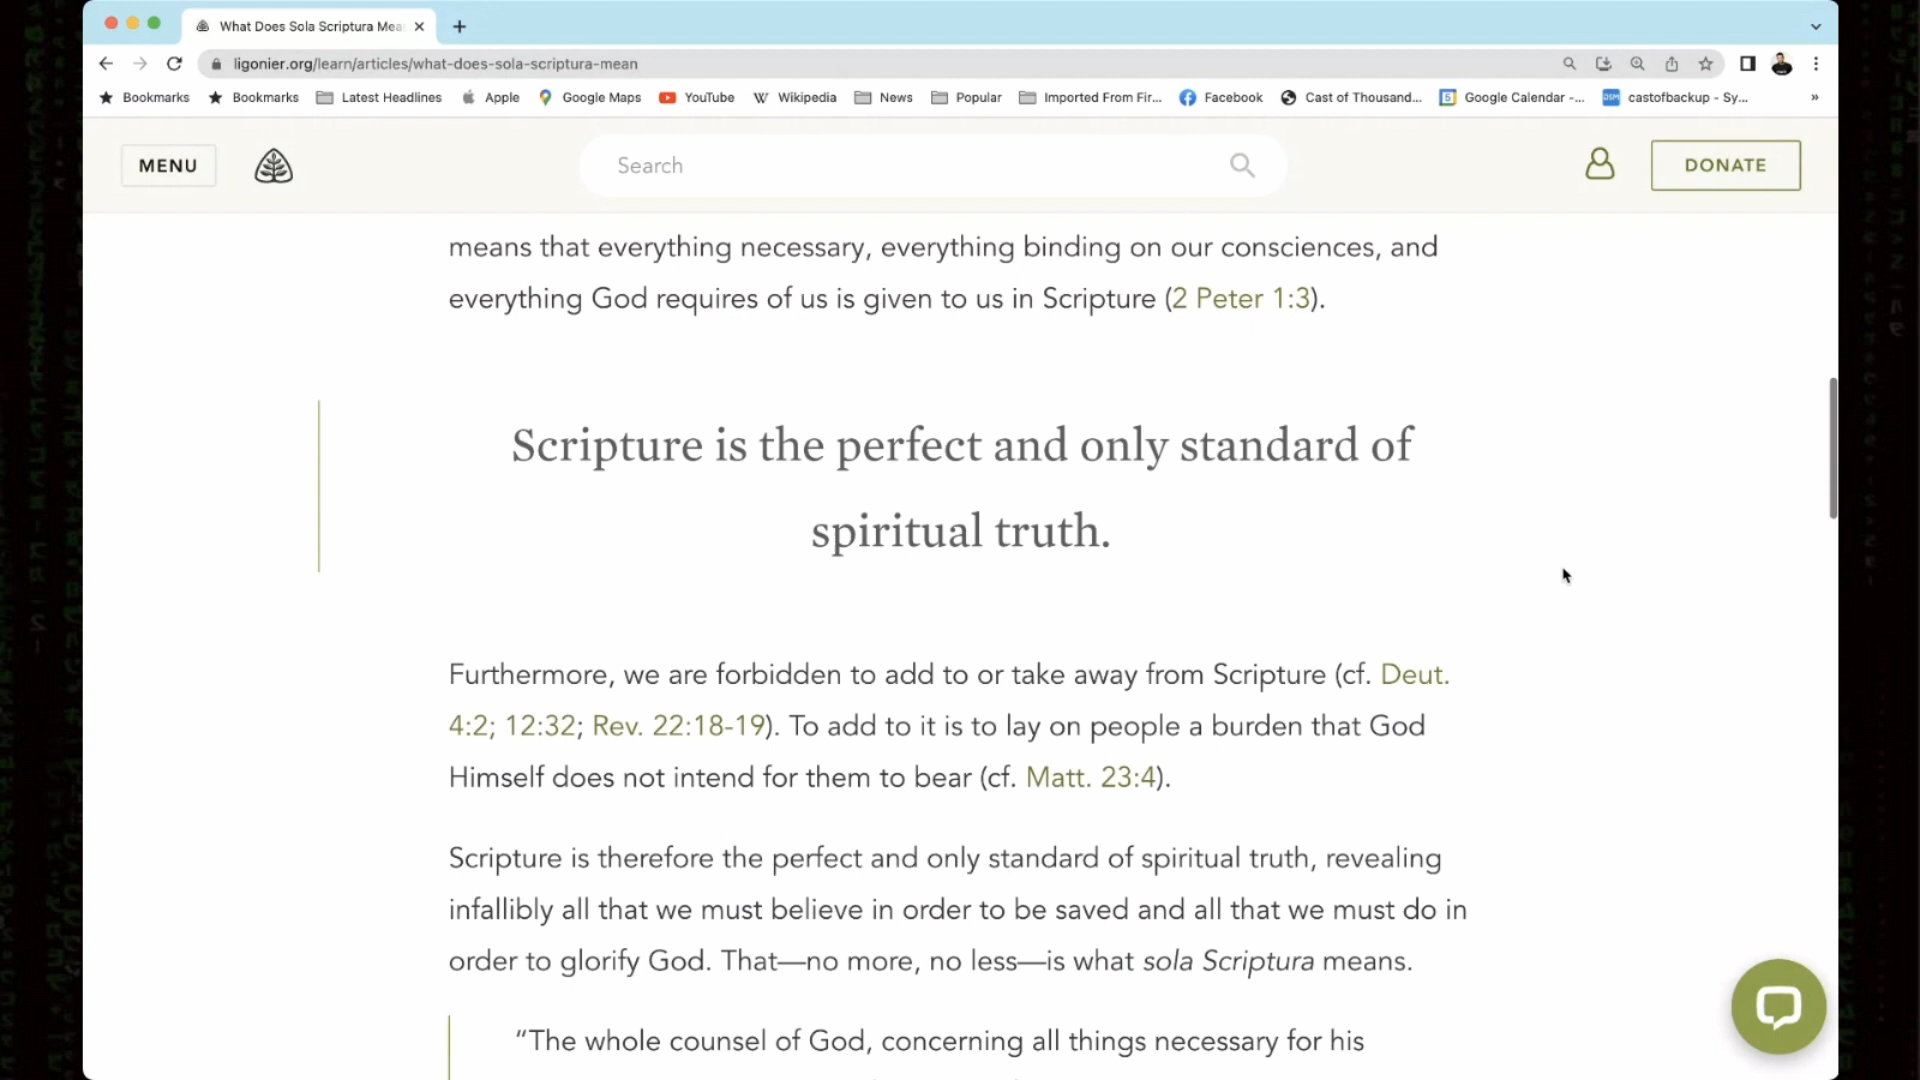 What Does Sola Scriptura Mea
ligonier.org/learn/articles/what-does-sola-scriptura-mean
Bookmarks Bookmarks Latest Headlines Apple Google Maps YouTube Wikipedia News Popular Imported From Fir... Facebook Cast of Thousand... Google Calendar -... castofbackup - Sy... »
MENU Search DONATE
means that everything necessary, everything binding on our consciences, and
everything God requires of us is given to us in Scripture (2 Peter 1:3).
Scripture is the perfect and only standard of
spiritual truth.
Furthermore, we are forbidden to add to or take away from Scripture (cf. Deut.
4:2; 12:32; Rev. 22:18-19). To add to it is to lay on people a burden that God
Himself does not intend for them to bear (cf. Matt. 23:4).
Scripture is therefore the perfect and only standard of spiritual truth, revealing
infallibly all that we must believe in order to be saved and all that we must do in
order to glorify God. That—no more, no less—is what sola Scriptura means.
“The whole counsel of God, concerning all things necessary for his